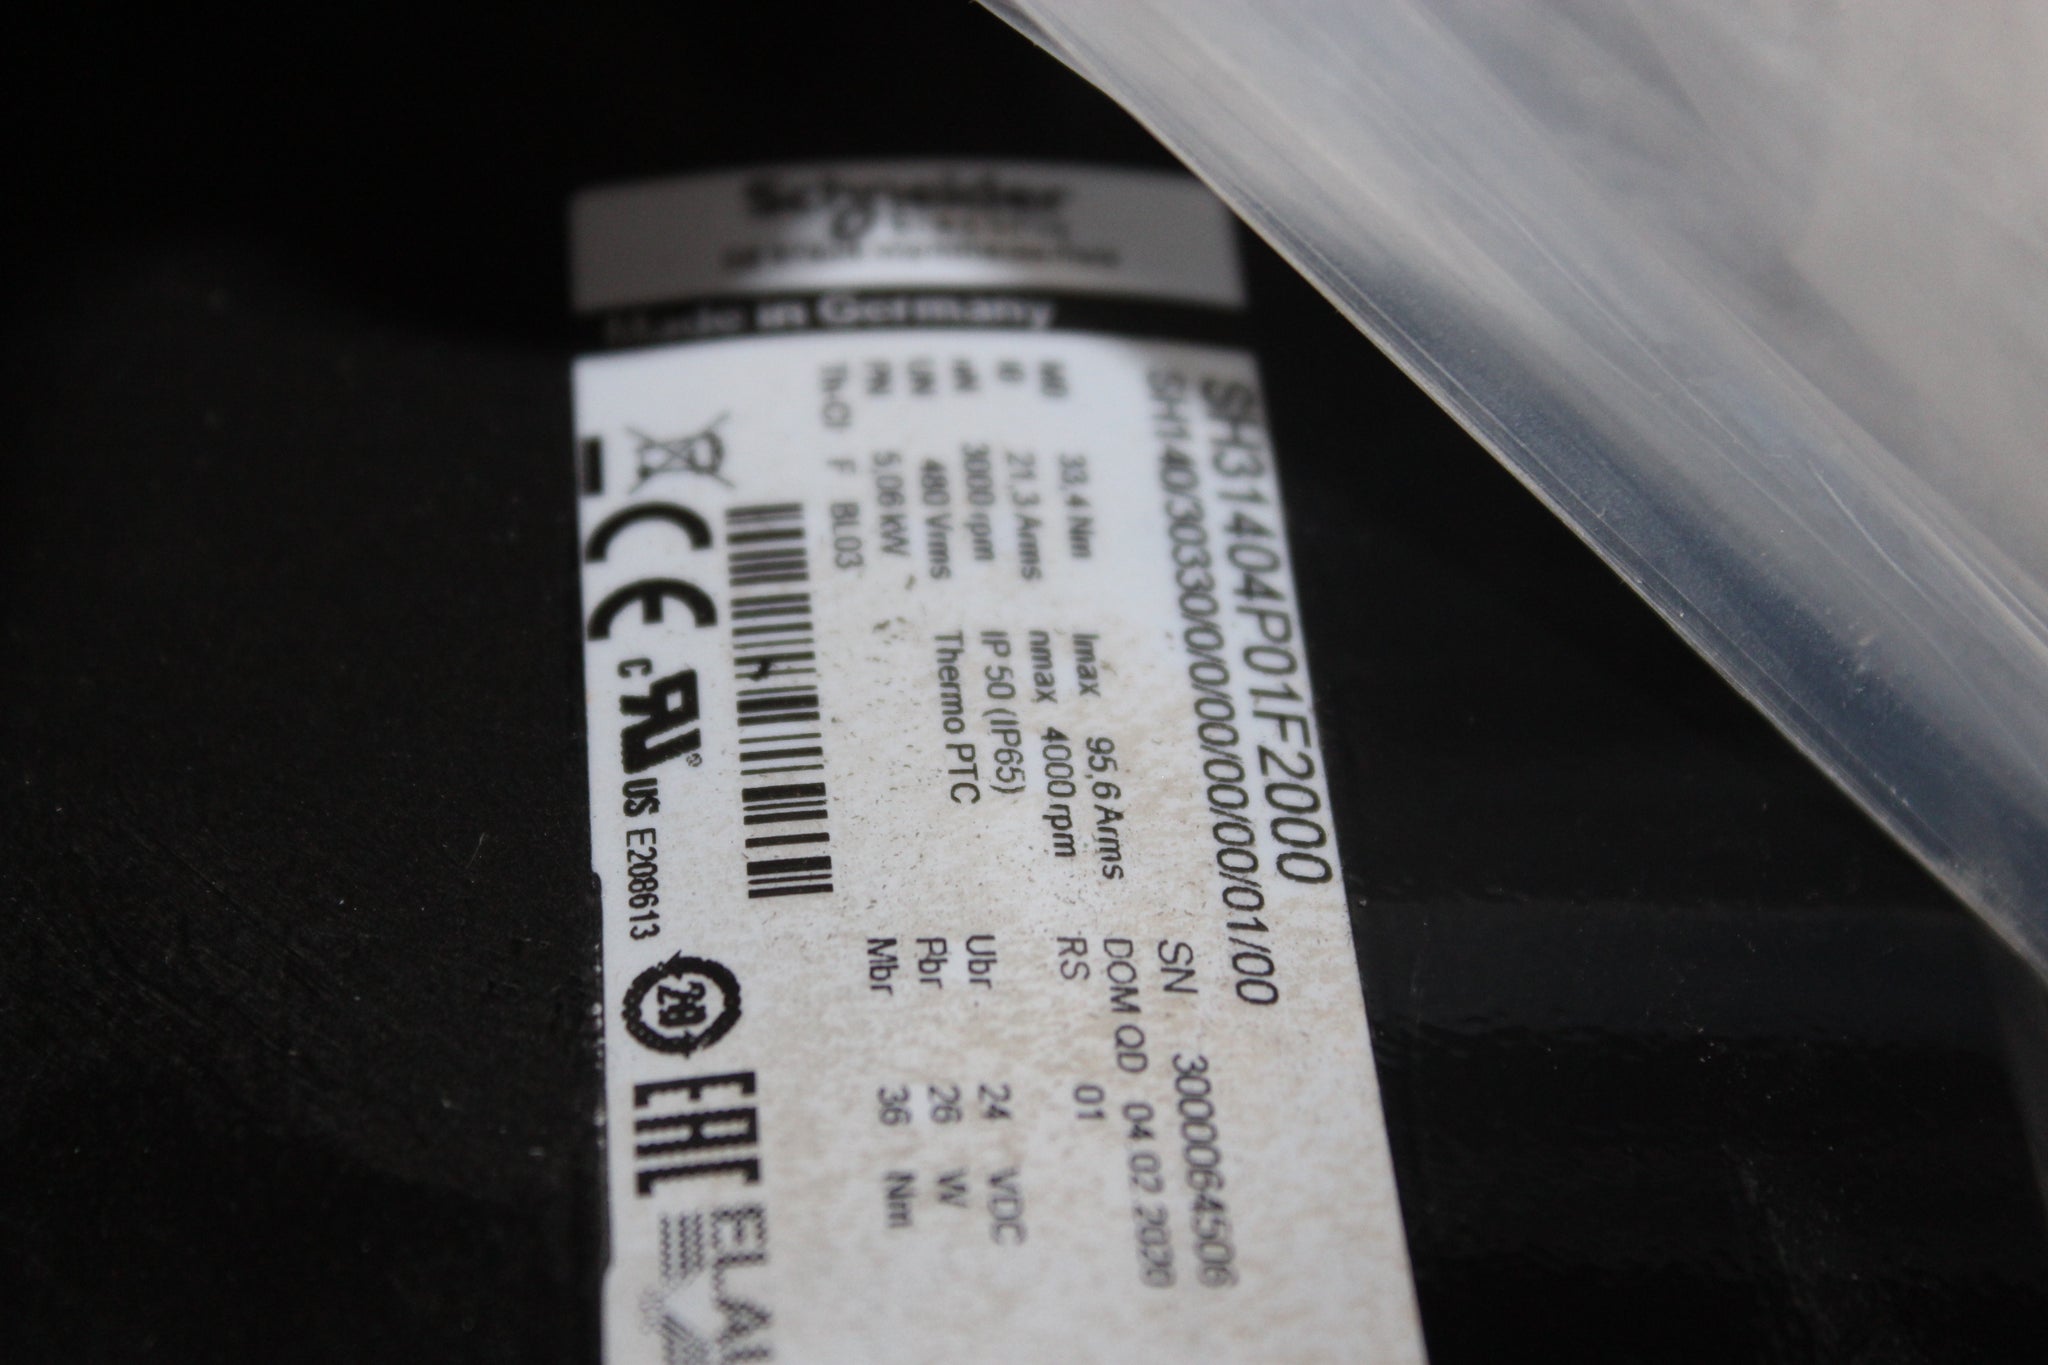 Schneider
Electric
Made in Germany
SH31404P01F2000
SH140/30330/0/0/00/00/00/01/00
M0 33,4 Nm
I0 21,3 Arms
nN 3000 rpm
UN 480 Vrms
PN 5.06 kW
Th-Cl F BL03
Imax 95,6 Arms
nmax 4000 rpm
IP 50 (IP65)
Thermo PTC
SN 3000064506
DOM QD 04 02 2020
RS 01
Ubr 24 VDC
Pbr 26 W
Mbr 36 Nm
CE c US E208613
EAC
ELAU